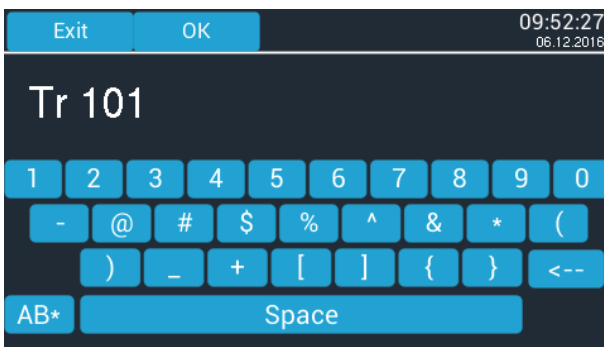 Exit OK 09:52:27
06.12.2016
Tr 101
1 2 3 4 5 6 7 8 9 0
- @ # $ % ^ & * (
) _ + [ ] { } <--
AB* Space